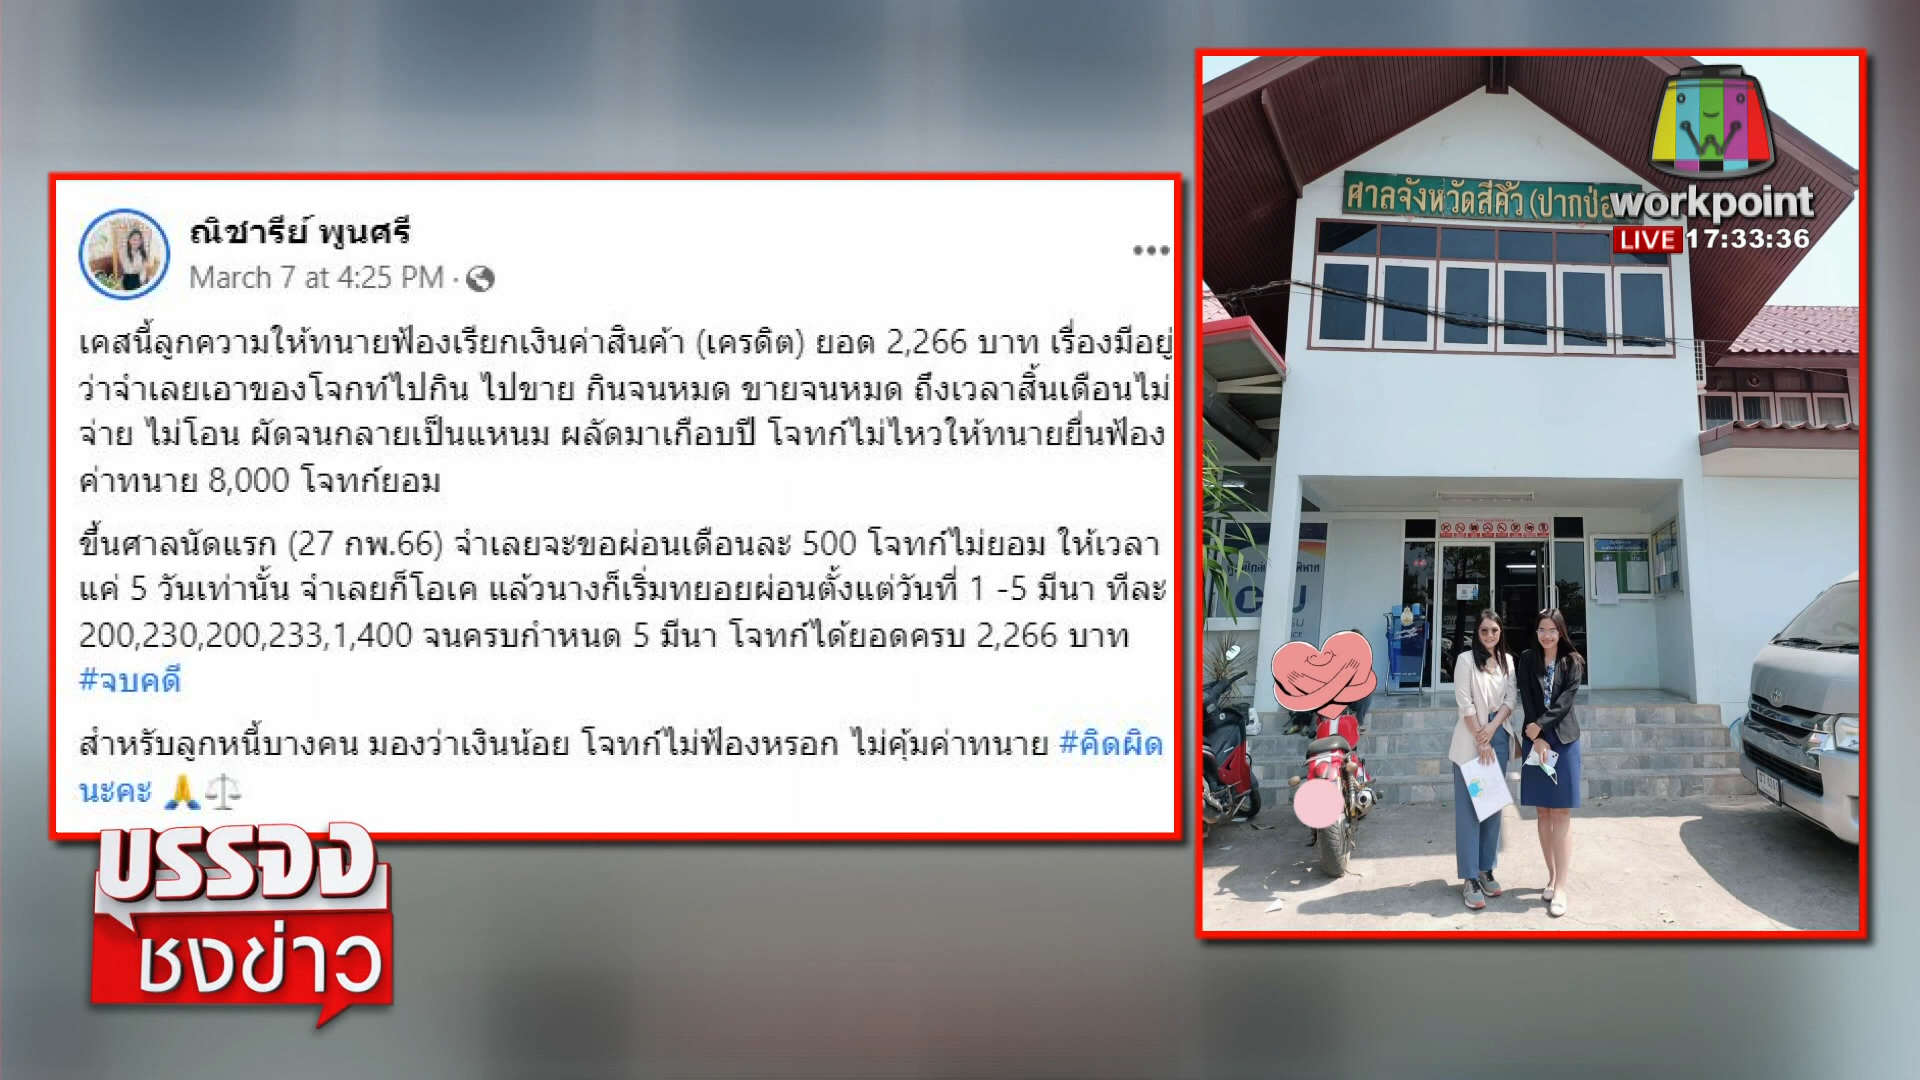 ณิชารีย์ พูนศรี
March 7 at 4:25 PM ·
เคสนี้ลูกความให้ทนายฟ้องเรียกเงินค่าสินค้า (เครดิต) ยอด 2,266 บาท เรื่องมีอยู่
ว่าจำเลยเอาของโจกท์ไปกิน ไปขาย กินจนหมด ขายจนหมด ถึงเวลาสิ้นเดือนไม่
จ่าย ไม่โอน ผัดจนกลายเป็นแหนม ผลัดมาเกือบปี โจทก์ไม่ไหวให้ทนายยื่นฟ้อง
ค่าทนาย 8,000 โจทก์ยอม
ขึ้นศาลนัดแรก (27 กพ.66) จำเลยจะขอผ่อนเดือนละ 500 โจทก์ไม่ยอม ให้เวลา
แค่ 5 วันเท่านั้น จำเลยก็โอเค แล้วนางก็เริ่มทยอยผ่อนตั้งแต่วันที่ 1 -5 มีนา ทีละ
200,230,200,233,1,400 จนครบกำหนด 5 มีนา โจทก์ได้ยอดครบ 2,266 บาท
#จบคดี
สำหรับลูกหนี้บางคน มองว่าเงินน้อย โจทก์ไม่ฟ้องหรอก ไม่คุ้มค่าทนาย #คิดผิด
นะคะ 🙏⚖️
ศาลจังหวัดสีคิ้ว (ปากช่อ
workpoint
LIVE 17:33:36
บรรจง
ชงข่าว